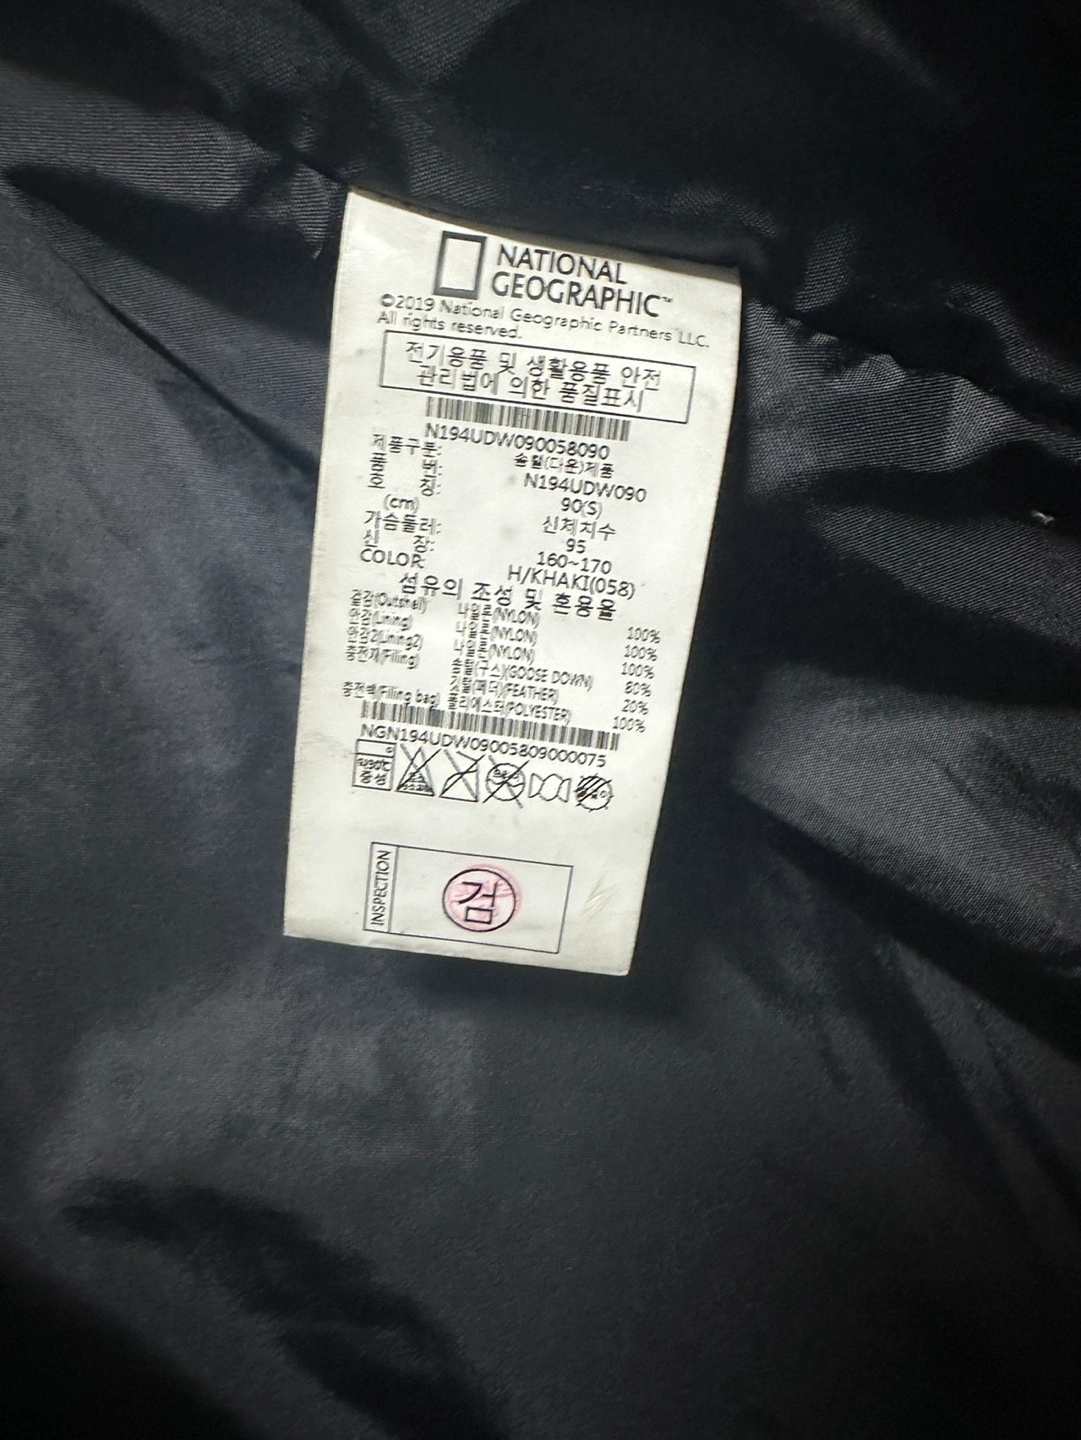 NATIONAL
GEOGRAPHIC™
©2019 National Geographic Partners LLC.
All rights reserved.
전기용품 및 생활용품 안전
관리법에 의한 품질표시
N194UDW090058090
제품구분: 솜털(다운)제품
품 번: N194UDW090
호 칭: 90(S)
(cm) 신체치수
가슴둘레: 95
신 장: 160~170
COLOR: H/KHAKI(058)
섬유의 조성 및 혼용율
겉감(Outshell) 나일론(NYLON) 100%
안감(Lining) 나일론(NYLON) 100%
안감2(Lining2) 나일론(NYLON) 100%
충전재(Filling) 솜털(구스)(GOOSE DOWN) 80%
깃털(페더)(FEATHER) 20%
충전백(Filling bag) 폴리에스터(POLYESTER) 100%
NGN194UDW09005809000075
약30℃
중성
INSPECTION
검